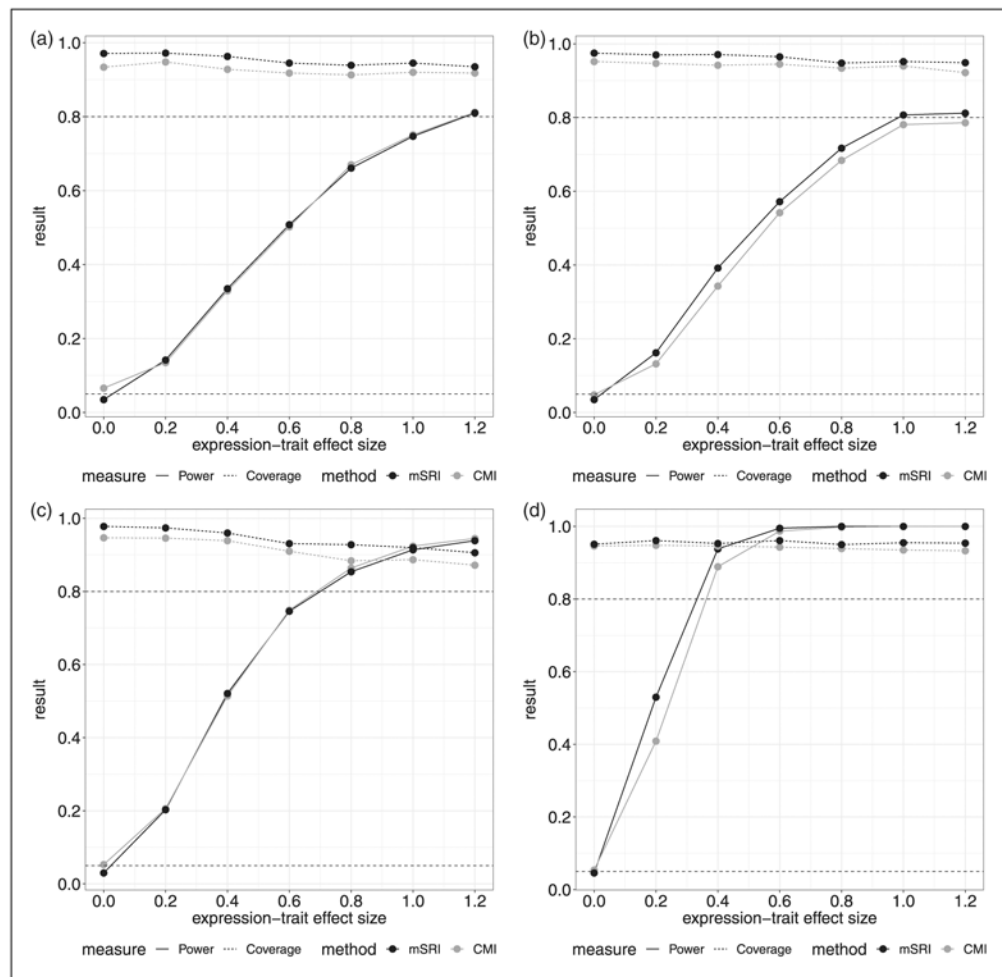 (a)
1.0
0.8
0.6
0.4
0.2
0.0
result
0.0 0.2 0.4 0.6 0.8 1.0 1.2
expression-trait effect size
measure Power Coverage method mSRI CMI
(b)
1.0
0.8
0.6
0.4
0.2
0.0
result
0.0 0.2 0.4 0.6 0.8 1.0 1.2
expression-trait effect size
measure Power Coverage method mSRI CMI
(c)
1.0
0.8
0.6
0.4
0.2
0.0
result
0.0 0.2 0.4 0.6 0.8 1.0 1.2
expression-trait effect size
measure Power Coverage method mSRI CMI
(d)
1.0
0.8
0.6
0.4
0.2
0.0
result
0.0 0.2 0.4 0.6 0.8 1.0 1.2
expression-trait effect size
measure Power Coverage method mSRI CMI